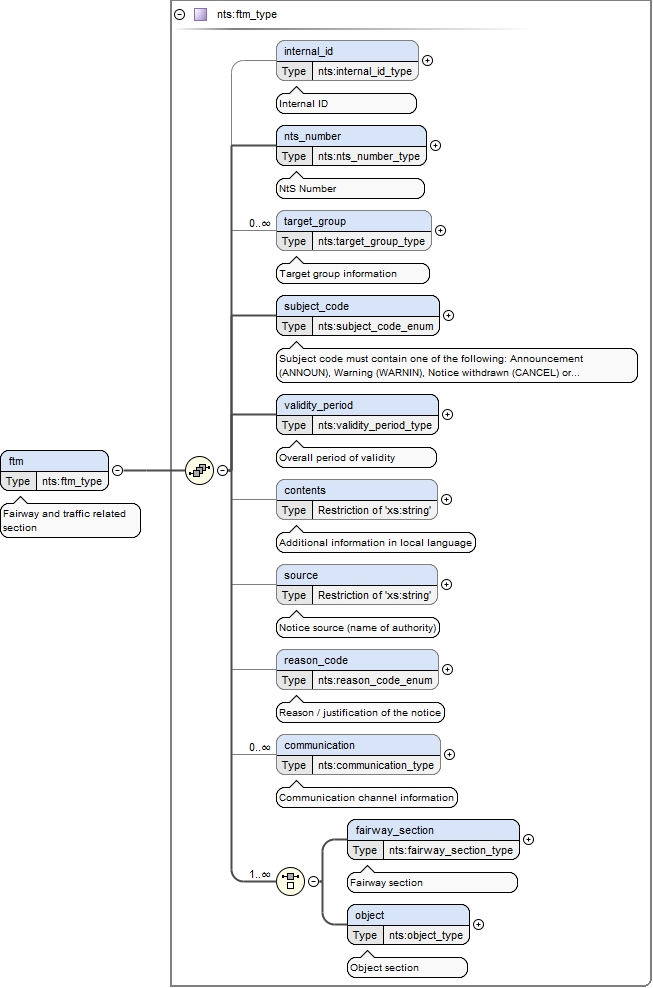 nts:ftm_type
internal_id
Type nts:internal_id_type
Internal ID
nts_number
Type nts:nts_number_type
NtS Number
0..∞
target_group
Type nts:target_group_type
Target group information
subject_code
Type nts:subject_code_enum
Subject code must contain one of the following: Announcement
(ANNOUN), Warning (WARNIN), Notice withdrawn (CANCEL) or...
validity_period
Type nts:validity_period_type
Overall period of validity
ftm
Type nts:ftm_type
Fairway and traffic related
section
contents
Type Restriction of 'xs:string'
Additional information in local language
source
Type Restriction of 'xs:string'
Notice source (name of authority)
reason_code
Type nts:reason_code_enum
Reason / justification of the notice
0..∞
communication
Type nts:communication_type
Communication channel information
1..∞
fairway_section
Type nts:fairway_section_type
Fairway section
object
Type nts:object_type
Object section